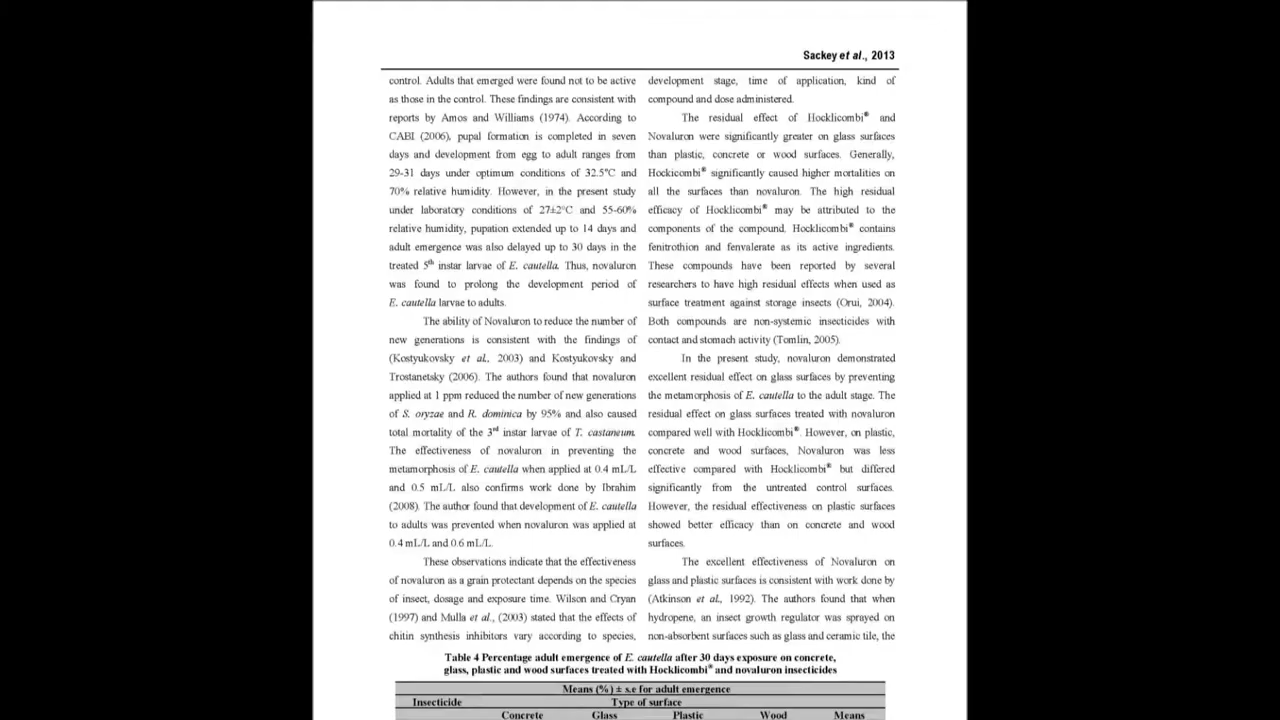 Sackey et al., 2013
control. Adults that emerged were found not to be active
as those in the control. These findings are consistent with
reports by Amos and Williams (1974). According to
CABI (2006), pupal formation is completed in seven
days and development from egg to adult ranges from
29-31 days under optimum conditions of 32.5°C and
70% relative humidity. However, in the present study
under laboratory conditions of 27±2°C and 55-60%
relative humidity, pupation extended up to 14 days and
adult emergence was also delayed up to 30 days in the
treated 5th instar larvae of E. cautella. Thus, novaluron
was found to prolong the development period of
E. cautella larvae to adults.
The ability of Novaluron to reduce the number of
new generations is consistent with the findings of
(Kostyukovsky et al., 2003) and Kostyukovsky and
Trostanetsky (2006). The authors found that novaluron
applied at 1 ppm reduced the number of new generations
of S. oryzae and R. dominica by 95% and also caused
total mortality of the 3rd instar larvae of T. castaneum.
The effectiveness of novaluron in preventing the
metamorphosis of E. cautella when applied at 0.4 mL/L
and 0.5 mL/L also confirms work done by Ibrahim
(2008). The author found that development of E. cautella
to adults was prevented when novaluron was applied at
0.4 mL/L and 0.6 mL/L.
These observations indicate that the effectiveness
of novaluron as a grain protectant depends on the species
of insect, dosage and exposure time. Wilson and Cryan
(1997) and Mulla et al., (2003) stated that the effects of
chitin synthesis inhibitors vary according to species,
development stage, time of application, kind of
compound and dose administered.
The residual effect of Hocklicombi® and
Novaluron were significantly greater on glass surfaces
than plastic, concrete or wood surfaces. Generally,
Hockicombi® significantly caused higher mortalities on
all the surfaces than novaluron. The high residual
efficacy of Hocklicombi® may be attributed to the
components of the compound. Hocklicombi® contains
fenitrothion and fenvalerate as its active ingredients.
These compounds have been reported by several
researchers to have high residual effects when used as
surface treatment against storage insects (Orui, 2004).
Both compounds are non-systemic insecticides with
contact and stomach activity (Tomlin, 2005).
In the present study, novaluron demonstrated
excellent residual effect on glass surfaces by preventing
the metamorphosis of E. cautella to the adult stage. The
residual effect on glass surfaces treated with novaluron
compared well with Hocklicombi®. However, on plastic,
concrete and wood surfaces, Novaluron was less
effective compared with Hocklicombi® but differed
significantly from the untreated control surfaces.
However, the residual effectiveness on plastic surfaces
showed better efficacy than on concrete and wood
surfaces.
The excellent effectiveness of Novaluron on
glass and plastic surfaces is consistent with work done by
(Atkinson et al., 1992). The authors found that when
hydropene, an insect growth regulator was sprayed on
non-absorbent surfaces such as glass and ceramic tile, the
Table 4 Percentage adult emergence of E. cautella after 30 days exposure on concrete,
glass, plastic and wood surfaces treated with Hocklicombi® and novaluron insecticides
Means (%) ± s.e for adult emergence
Insecticide Type of surface
Concrete Glass Plastic Wood Means